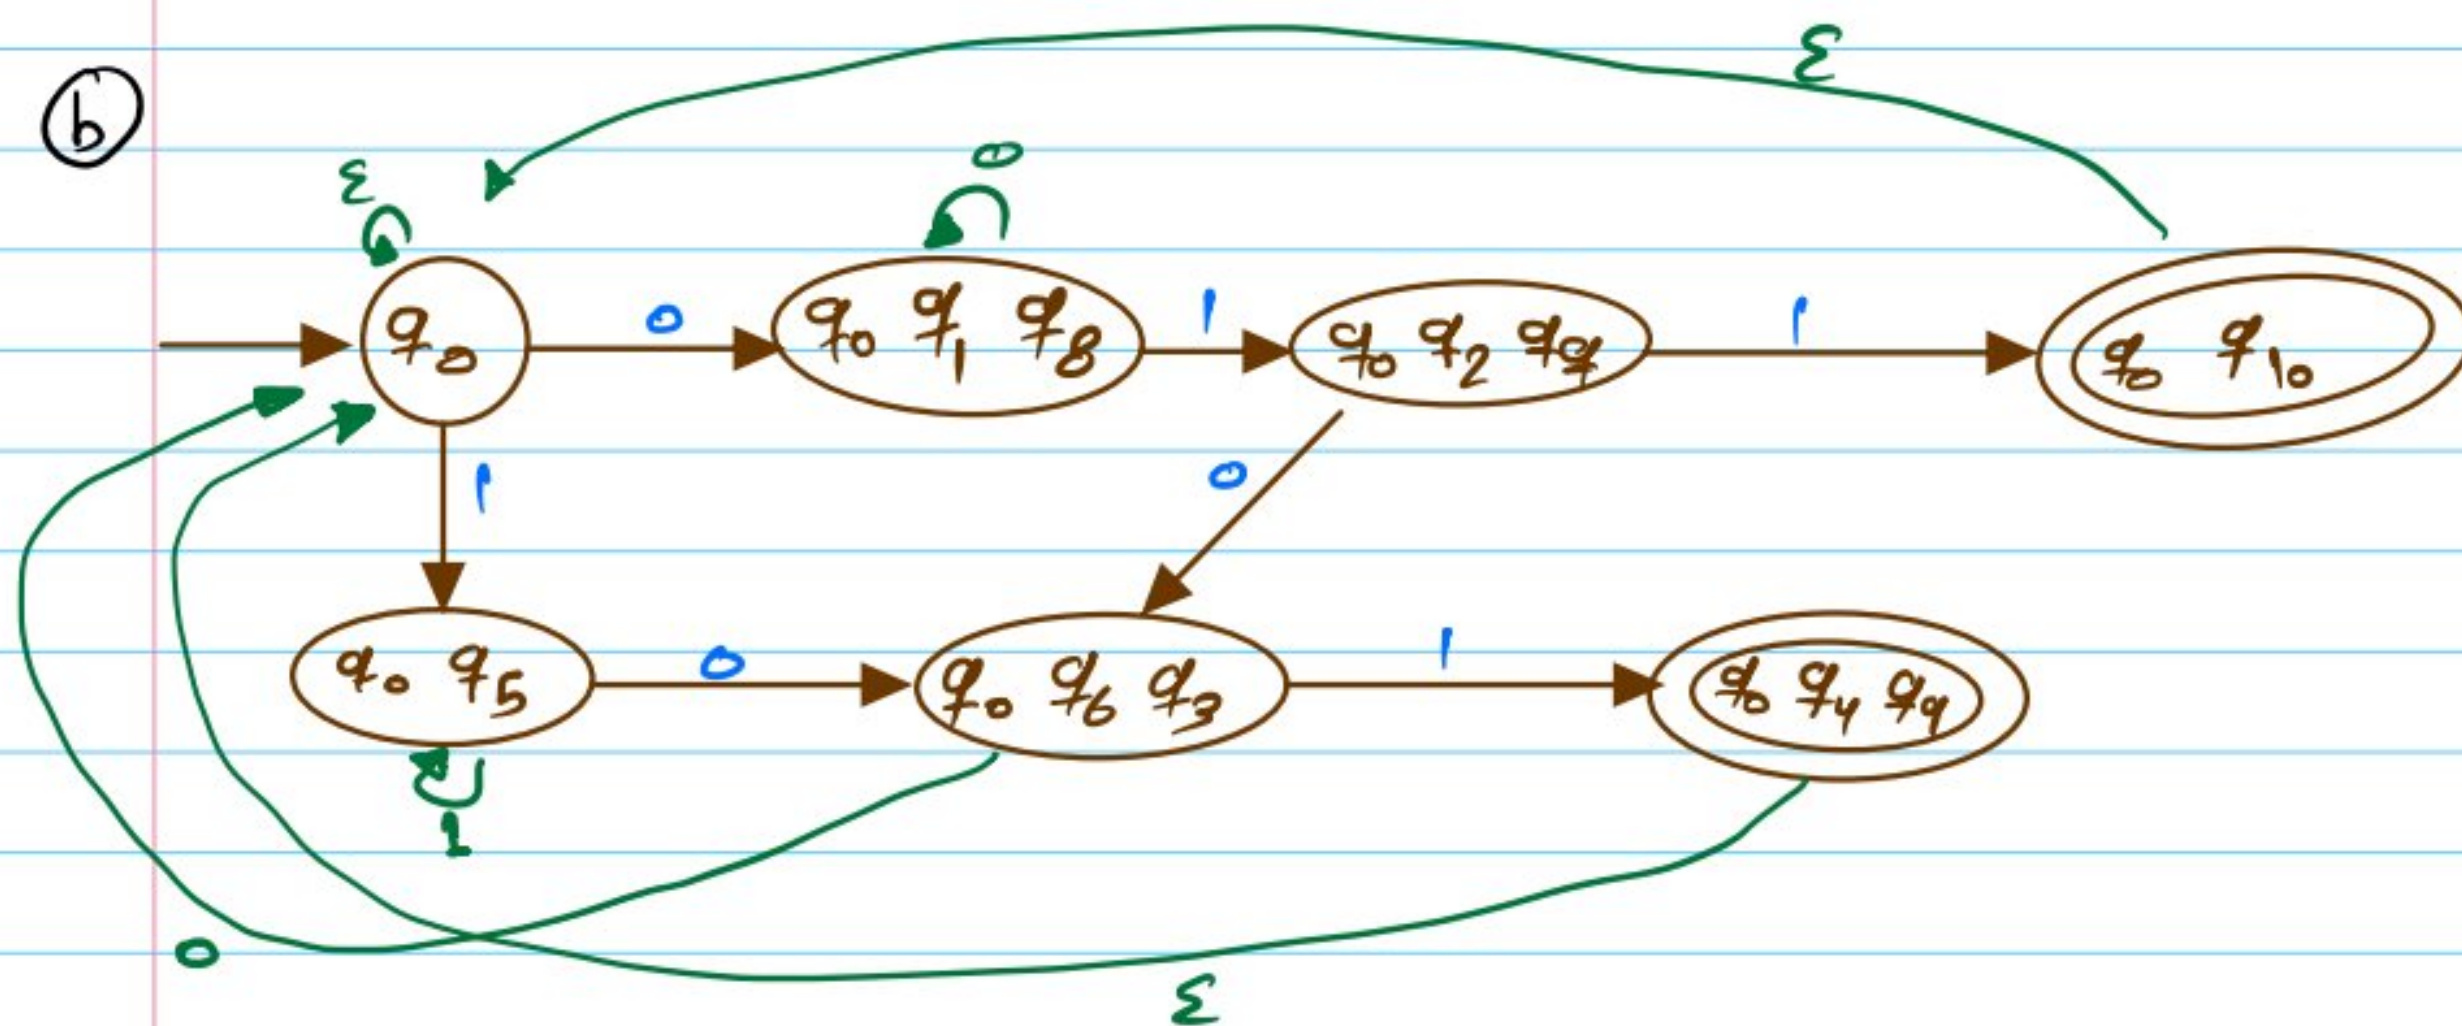 ε
b
0
ε
q₀ 0 q₀ q₁ q₈ 1 q₀ q₂ q₉ 1 q₀ q₁₀
1 0
q₀ q₅ 0 q₀ q₆ q₃ 1 q₀ q₄ q₉
1
0
ε